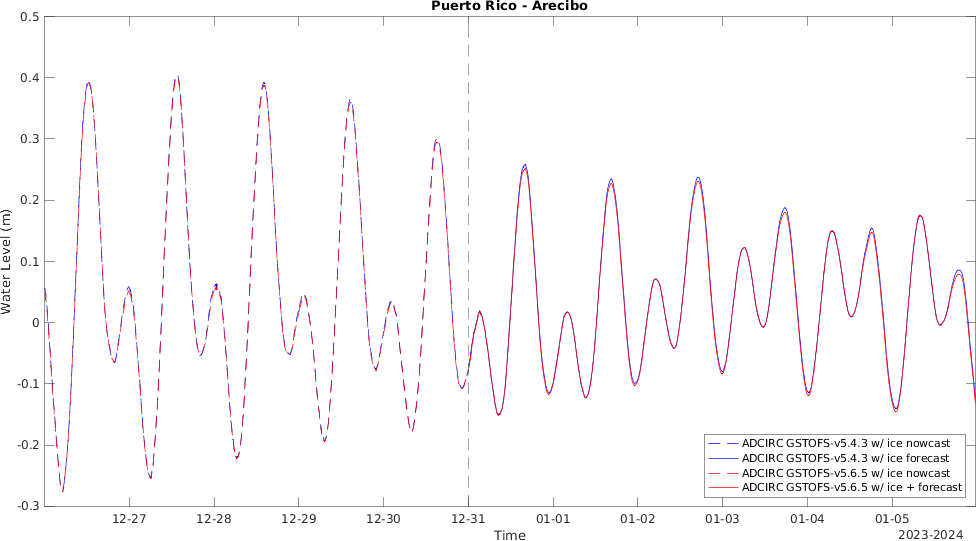 Puerto Rico - Arecibo
0.5
0.4
0.3
0.2
0.1
0
-0.1
-0.2
-0.3
Water Level (m)
12-27 12-28 12-29 12-30 12-31 01-01 01-02 01-03 01-04 01-05
Time
2023-2024
ADCIRC GSTOFS-v5.4.3 w/ ice nowcast
ADCIRC GSTOFS-v5.4.3 w/ ice forecast
ADCIRC GSTOFS-v5.6.5 w/ ice nowcast
ADCIRC GSTOFS-v5.6.5 w/ ice + forecast